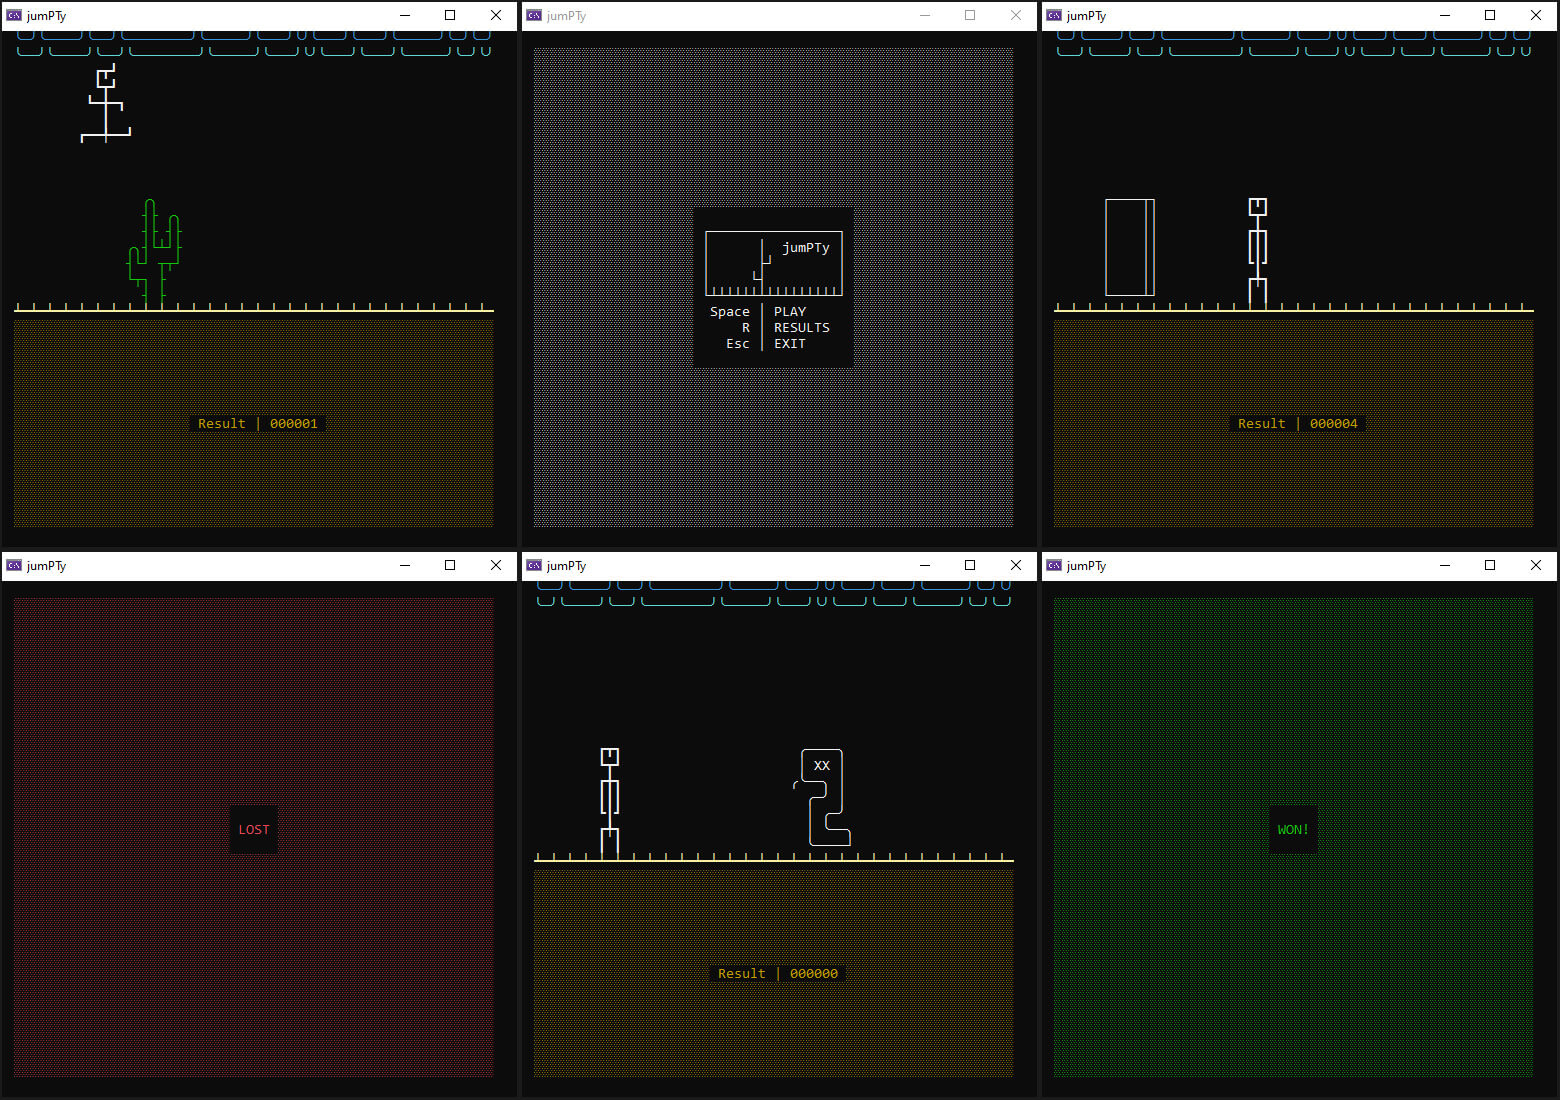 jumPTy
Result | 000001
jumPTy
jumPTy
Space | PLAY
R | RESULTS
Esc | EXIT
jumPTy
Result | 000004
jumPTy
LOST
jumPTy
XX
Result | 000000
jumPTy
WON!